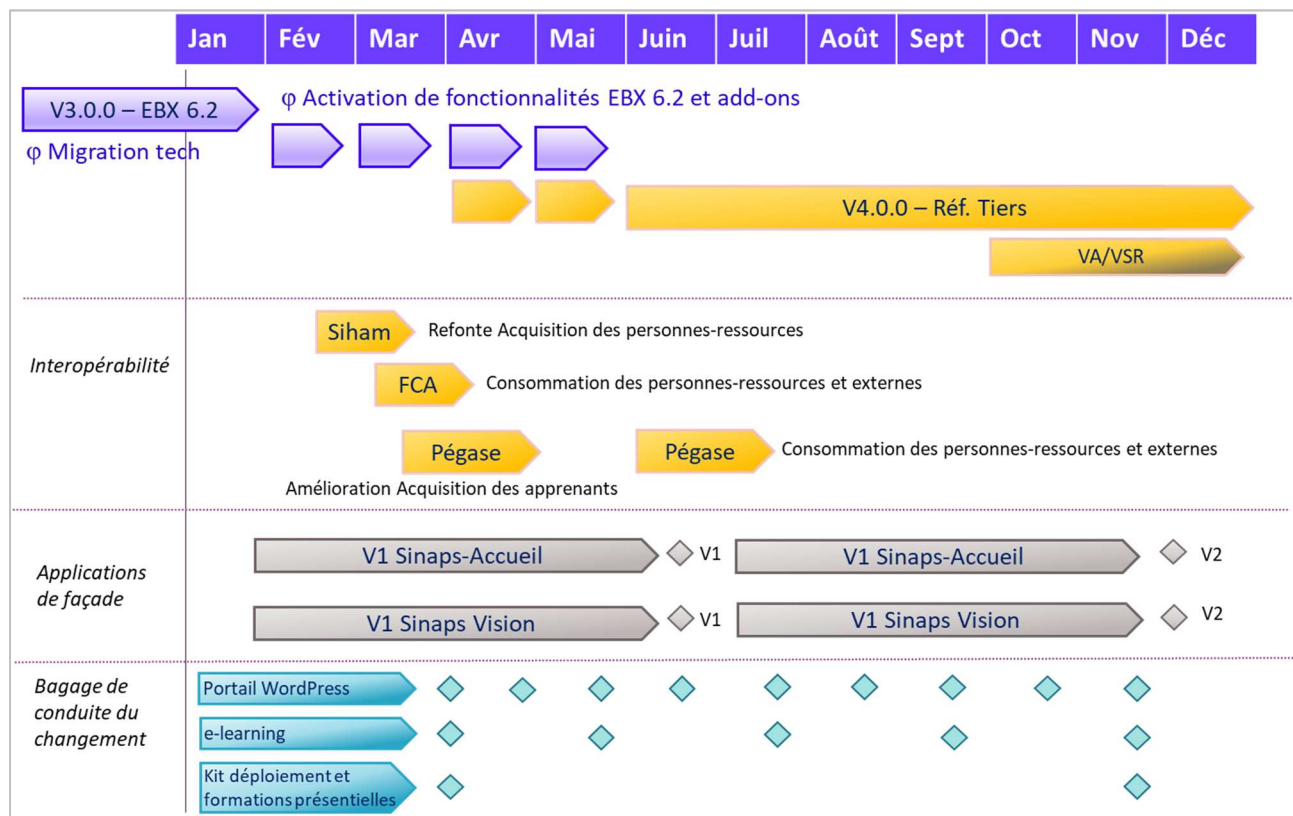 Jan Fév Mar Avr Mai Juin Juil Août Sept Oct Nov Déc
V3.0.0 – EBX 6.2
φ Activation de fonctionnalités EBX 6.2 et add-ons
φ Migration tech
V4.0.0 – Réf. Tiers
VA/VSR
Interopérabilité
Siham
Refonte Acquisition des personnes-ressources
FCA
Consommation des personnes-ressources et externes
Pégase
Amélioration Acquisition des apprenants
Pégase
Consommation des personnes-ressources et externes
Applications
de façade
V1 Sinaps-Accueil
V1
V1 Sinaps-Accueil
V2
V1 Sinaps Vision
V1
V1 Sinaps Vision
V2
Bagage de
conduite du
changement
Portail WordPress
e-learning
Kit déploiement et
formations présentielles